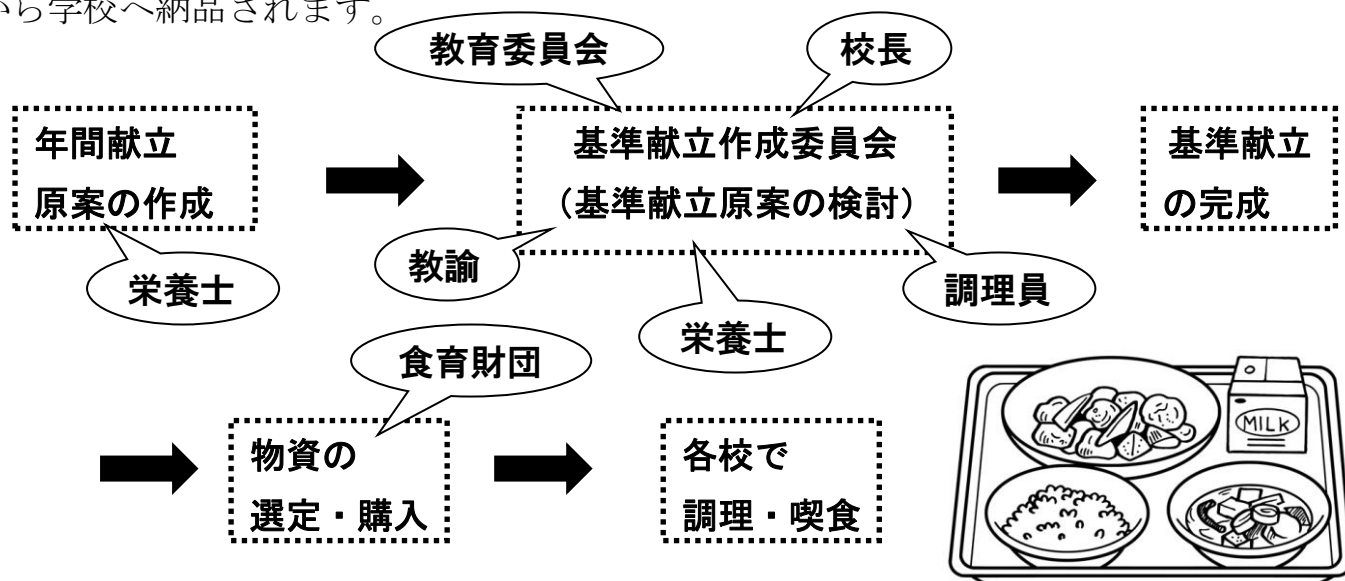 から学校へ納品されます。
教育委員会
校長
年間献立
原案の作成
基準献立作成委員会
（基準献立原案の検討）
基準献立
の完成
教諭
栄養士
調理員
栄養士
食育財団
物資の
選定・購入
各校で
調理・喫食
MILK